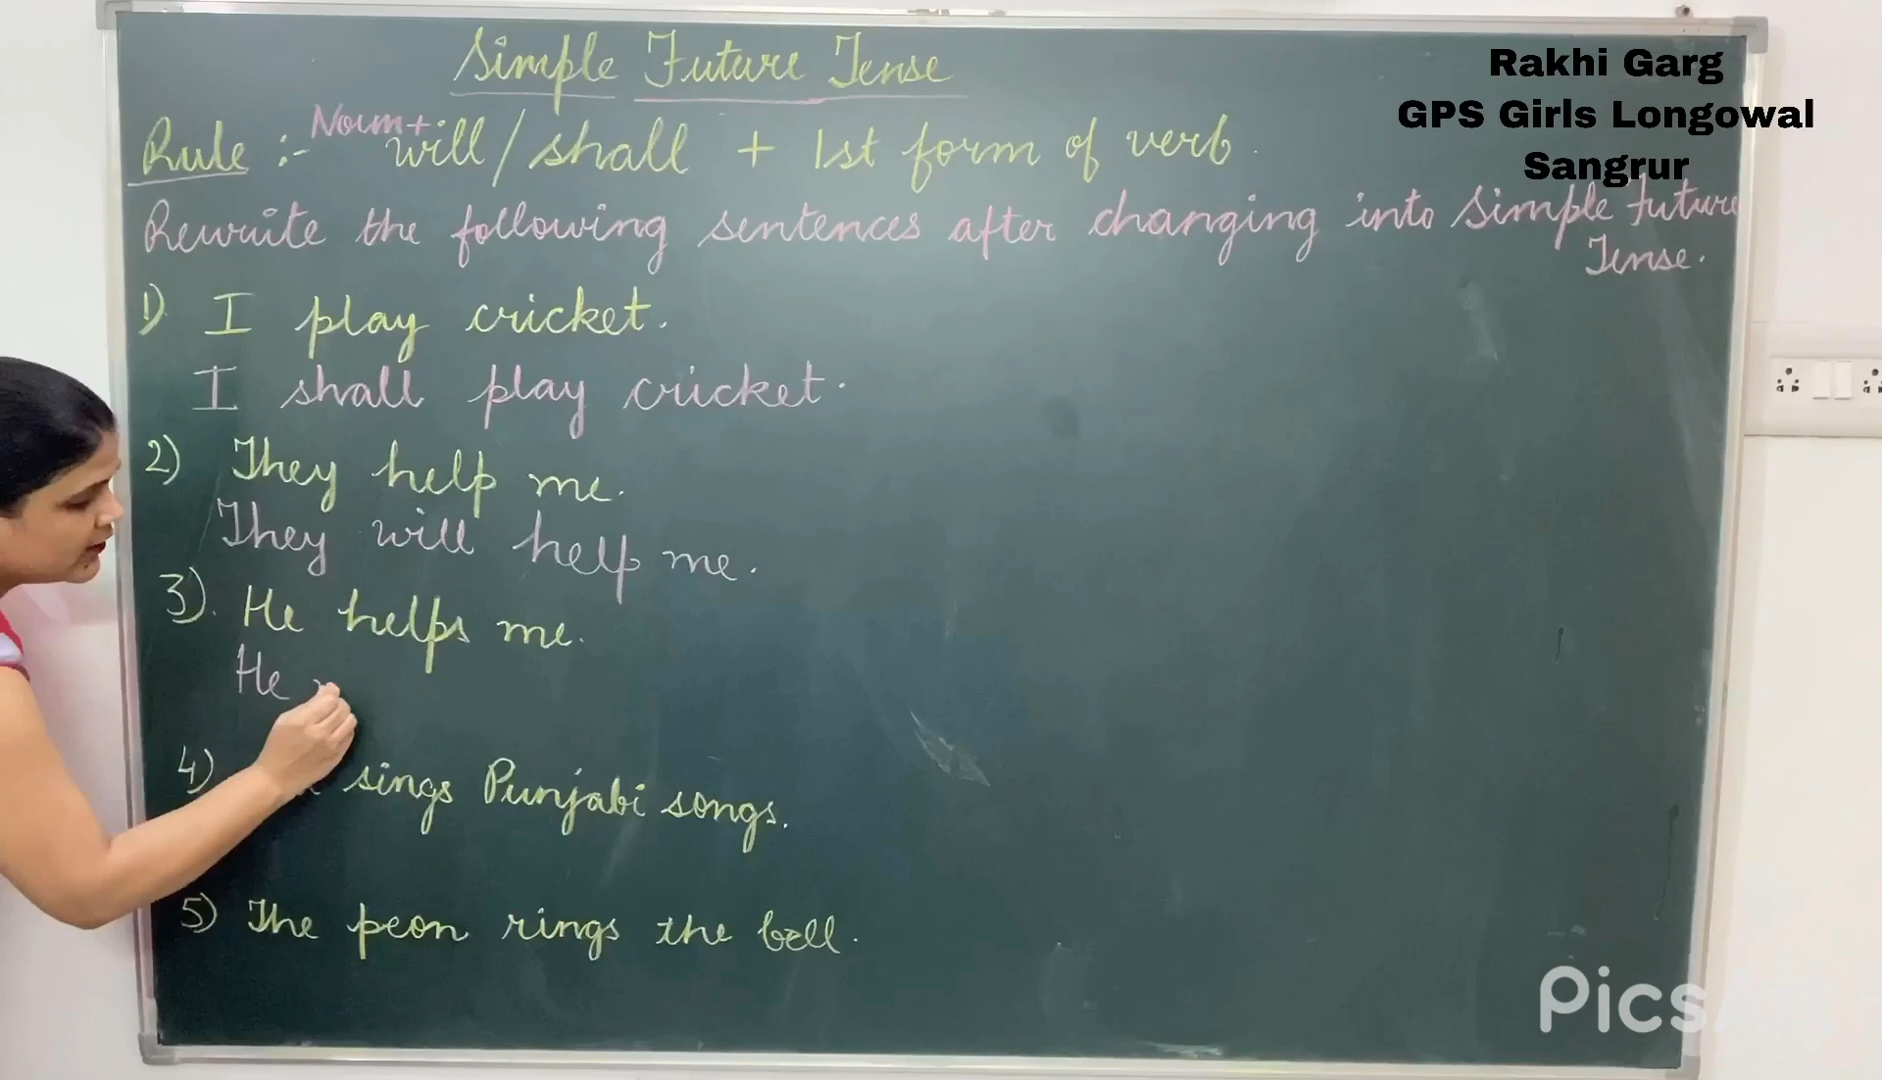 Simple Future Tense
Rakhi Garg
GPS Girls Longowal
Sangrur
Noun+
Rule :- will/shall + 1st form of verb.
Rewrite the following sentences after changing into Simple Future
Tense.
1) I play cricket.
I shall play cricket.
2) They help me.
They will help me.
3). He helps me.
He
4) sings Punjabi songs.
5) The peon rings the bell.